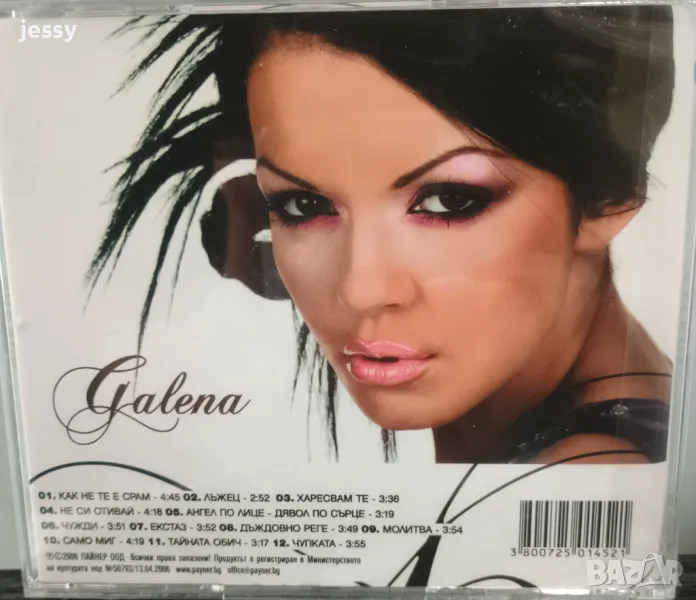 jessy
Galena
01. КАК НЕ ТЕ Е СРАМ - 4:45 02. ЛЪЖЕЦ - 2:52 03. ХАРЕСВАМ ТЕ - 3:36
04. НЕ СИ ОТИВАЙ - 4:18 05. АНГЕЛ ПО ЛИЦЕ - ДЯВОЛ ПО СЪРЦЕ - 3:19
06. ЧУЖДИ - 3:51 07. ЕКСТАЗ - 3:52 08. ДЪЖДОВНО РЕГЕ - 3:49 09. МОЛИТВА - 3:54
10. САМО МИГ - 4:19 11. ТАЙНАТА ОБИЧ - 3:17 12. ЧУПКАТА - 3:55
℗©2006 ПАЙНЕР ООД. Всички права запазени! Продуктът е регистриран в Министерството
на културата под №50793/13.04.2006 www.payner.bg office@payner.bg
3 800725 014521
BAZAR